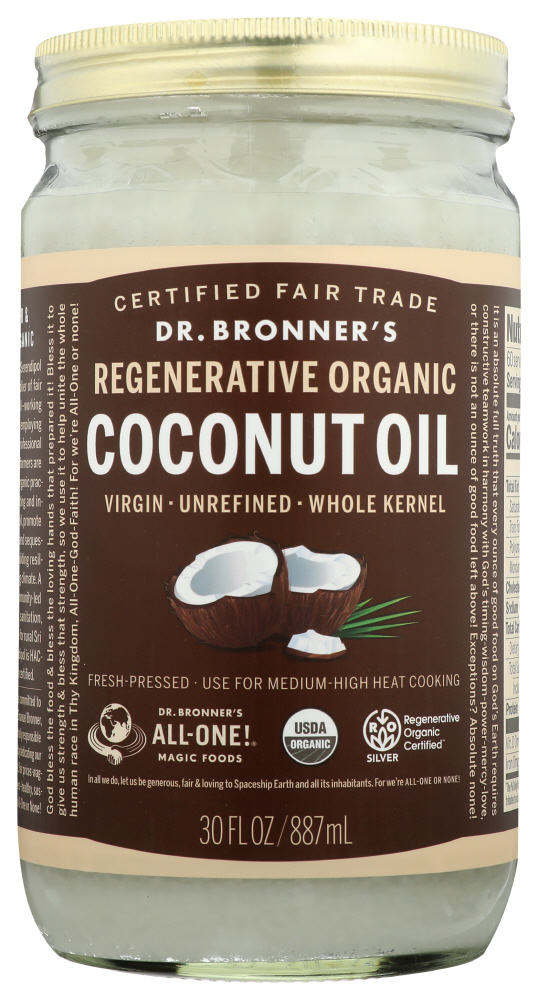 CERTIFIED FAIR TRADE
DR. BRONNER'S
REGENERATIVE ORGANIC
COCONUT OIL
VIRGIN · UNREFINED · WHOLE KERNEL
FRESH-PRESSED · USE FOR MEDIUM-HIGH HEAT COOKING
DR. BRONNER'S
ALL-ONE!®
MAGIC FOODS
USDA
ORGANIC
R O
SILVER
Regenerative
Organic
Certified™
In all we do, let us be generous, fair & loving to Spaceship Earth and all its inhabitants. For we're ALL-ONE OR NONE!
30 FL OZ / 887mL
God bless the food & bless the loving hands that prepared it! Bless it to
give us strength & bless that strength, so we use it to help unite the whole
human race in Thy Kingdom. All-One-God-Faith! For we're All-One or none!
It is an absolute full truth that every ounce of good food on God's Earth requires
constructive teamwork in harmony with God's timing-wisdom-power-mercy-love,
or there is not an ounce of good food left above! Exceptions? Absolute none!